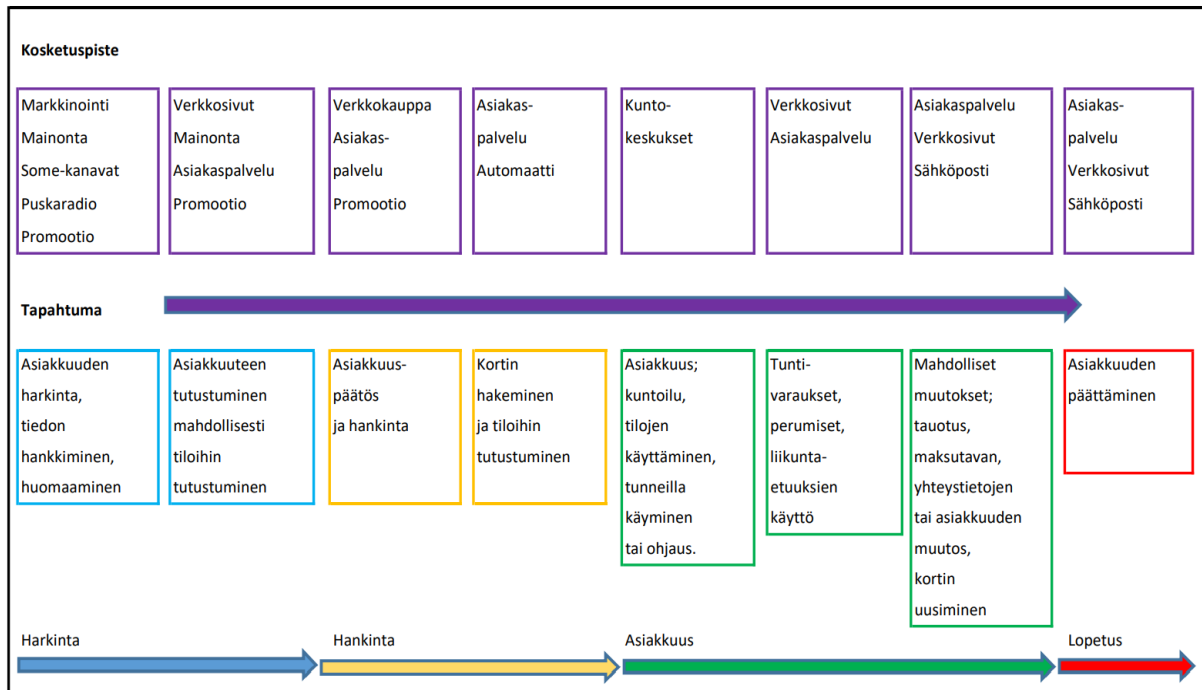 Kosketuspiste
Markkinointi
Mainonta
Some-kanavat
Puskaradio
Promootio
Verkkosivut
Mainonta
Asiakaspalvelu
Promootio
Verkkokauppa
Asiakas-
palvelu
Promootio
Asiakas-
palvelu
Automaatti
Kunto-
keskukset
Verkkosivut
Asiakaspalvelu
Asiakaspalvelu
Verkkosivut
Sähköposti
Asiakas-
palvelu
Verkkosivut
Sähköposti
Tapahtuma
Asiakkuuden
harkinta,
tiedon
hankkiminen,
huomaaminen
Asiakkuuteen
tutustuminen
mahdollisesti
tiloihin
tutustuminen
Asiakkuus-
päätös
ja hankinta
Kortin
hakeminen
ja tiloihin
tutustuminen
Asiakkuus;
kuntoilu,
tilojen
käyttäminen,
tunneilla
käyminen
tai ohjaus.
Tunti-
varaukset,
perumiset,
liikunta-
etuuksien
käyttö
Mahdolliset
muutokset;
tauotus,
maksutavan,
yhteystietojen
tai asiakkuuden
muutos,
kortin
uusiminen
Asiakkuuden
päättäminen
Harkinta
Hankinta
Asiakkuus
Lopetus